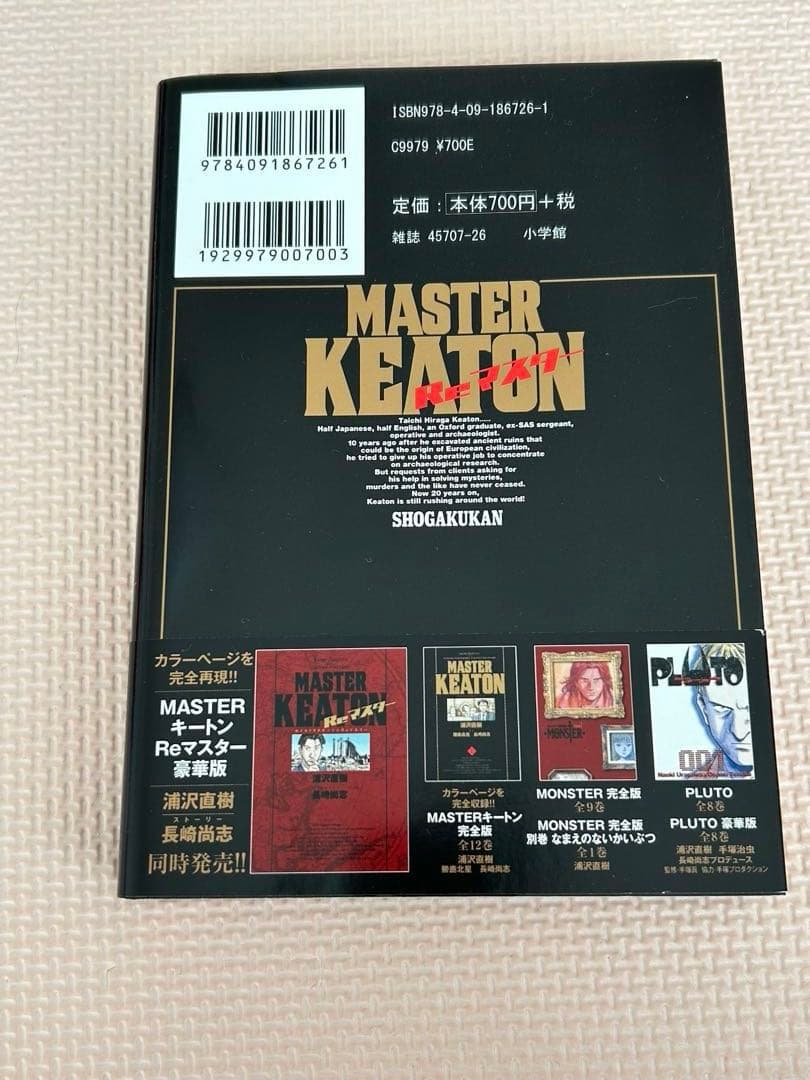 9784091867261
1929979007003
ISBN978-4-09-186726-1
C9979 ¥700E
定価：本体700円+税
雑誌 45707-26 小学館
MASTER
KEATON
Reマスター
Taichi Hiraga Keaton.....
Half Japanese, half English, an Oxford graduate, ex-SAS sergeant,
operative and archaeologist.
10 years ago after he excavated ancient ruins that
could be the origin of European civilization,
he tried to give up his operative job to concentrate
on archaeological research.
But requests from clients asking for
his help in solving mysteries,
murders and the like have never ceased.
Now 20 years on,
Keaton is still rushing around the world!
SHOGAKUKAN
カラーページを
完全再現!!
MASTER
キートン
Reマスター
豪華版
浦沢直樹
ストーリー
長崎尚志
同時発売!!
MASTER
KEATON
Reマスター
浦沢直樹
長崎尚志
MASTER
KEATON
浦沢直樹
カラーページを
完全収録!!
MASTERキートン
完全版
全12巻
浦沢直樹
勝鹿北星 長崎尚志
MONSTER
MONSTER 完全版
全9巻
MONSTER 完全版
別巻 なまえのないかいぶつ
全1巻
浦沢直樹
PLUTO
001
PLUTO
全8巻
PLUTO 豪華版
全8巻
浦沢直樹 手塚治虫
長崎尚志プロデュース
監修・手塚眞 協力・手塚プロダクション